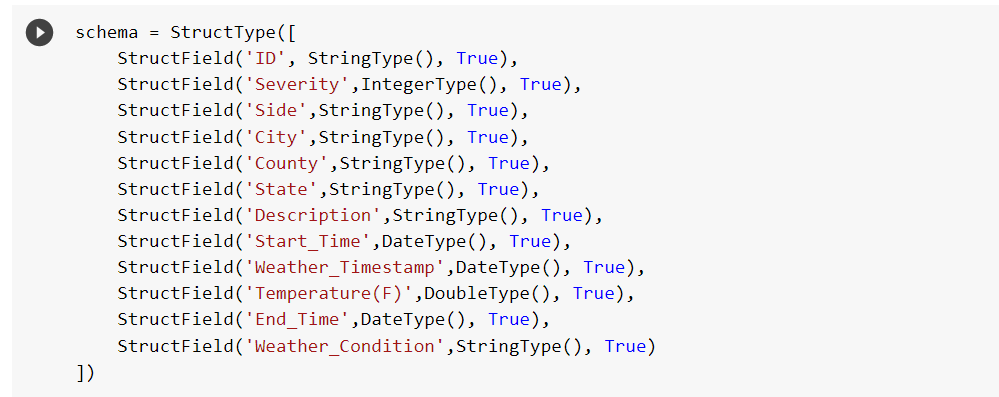 schema = StructType([
    StructField('ID', StringType(), True),
    StructField('Severity',IntegerType(), True),
    StructField('Side',StringType(), True),
    StructField('City',StringType(), True),
    StructField('County',StringType(), True),
    StructField('State',StringType(), True),
    StructField('Description',StringType(), True),
    StructField('Start_Time',DateType(), True),
    StructField('Weather_Timestamp',DateType(), True),
    StructField('Temperature(F)',DoubleType(), True),
    StructField('End_Time',DateType(), True),
    StructField('Weather_Condition',StringType(), True)
])